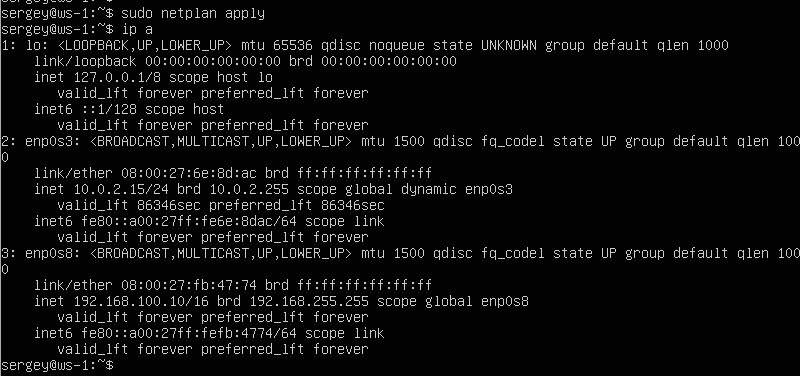 sergey@ws-1:~$ sudo netplan apply
sergey@ws-1:~$ ip a
1: lo: <LOOPBACK,UP,LOWER_UP> mtu 65536 qdisc noqueue state UNKNOWN group default qlen 1000
link/loopback 00:00:00:00:00:00 brd 00:00:00:00:00:00
inet 127.0.0.1/8 scope host lo
valid_lft forever preferred_lft forever
inet6 ::1/128 scope host
valid_lft forever preferred_lft forever
2: enp0s3: <BROADCAST,MULTICAST,UP,LOWER_UP> mtu 1500 qdisc fq_codel state UP group default qlen 100
0
link/ether 08:00:27:6e:8d:ac brd ff:ff:ff:ff:ff:ff
inet 10.0.2.15/24 brd 10.0.2.255 scope global dynamic enp0s3
valid_lft 86346sec preferred_lft 86346sec
inet6 fe80::a00:27ff:fe6e:8dac/64 scope link
valid_lft forever preferred_lft forever
3: enp0s8: <BROADCAST,MULTICAST,UP,LOWER_UP> mtu 1500 qdisc fq_codel state UP group default qlen 100
0
link/ether 08:00:27:fb:47:74 brd ff:ff:ff:ff:ff:ff
inet 192.168.100.10/16 brd 192.168.255.255 scope global enp0s8
valid_lft forever preferred_lft forever
inet6 fe80::a00:27ff:fefb:4774/64 scope link
valid_lft forever preferred_lft forever
sergey@ws-1:~$